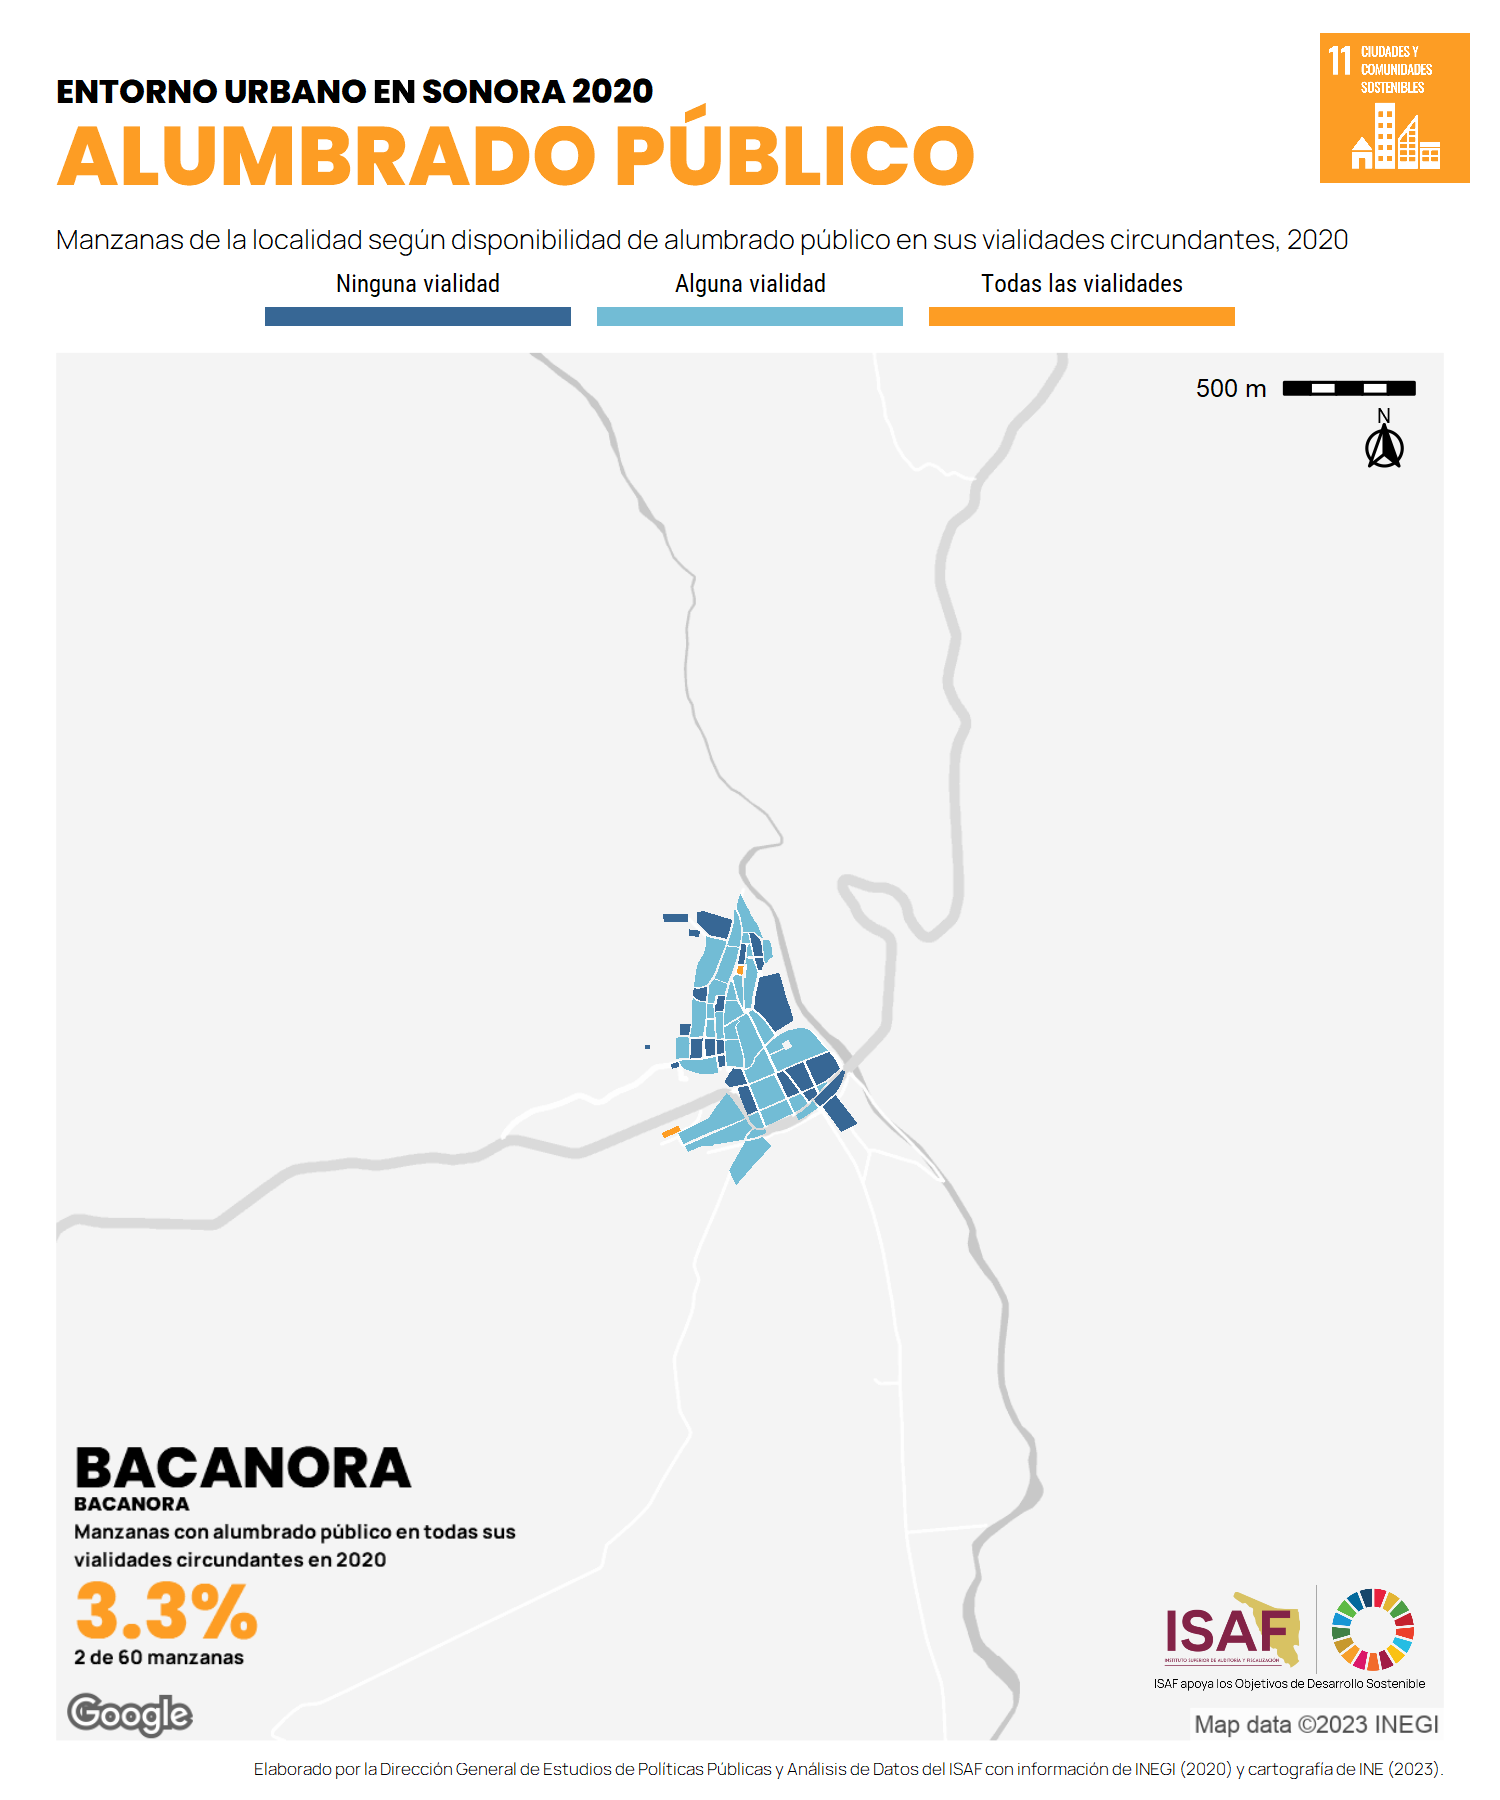 11 CIUDADES Y
COMUNIDADES
SOSTENIBLES
ENTORNO URBANO EN SONORA 2020
ALUMBRADO PÚBLICO
Manzanas de la localidad según disponibilidad de alumbrado público en sus vialidades circundantes, 2020
Ninguna vialidad
Alguna vialidad
Todas las vialidades
500 m
N
BACANORA
BACANORA
Manzanas con alumbrado público en todas sus
vialidades circundantes en 2020
3.3%
2 de 60 manzanas
Google
ISAF
INSTITUTO SUPERIOR DE AUDITORÍA Y FISCALIZACIÓN
ISAF apoya los Objetivos de Desarrollo Sostenible
Map data ©2023 INEGI
Elaborado por la Dirección General de Estudios de Políticas Públicas y Análisis de Datos del ISAF con información de INEGI (2020) y cartografía de INE (2023).